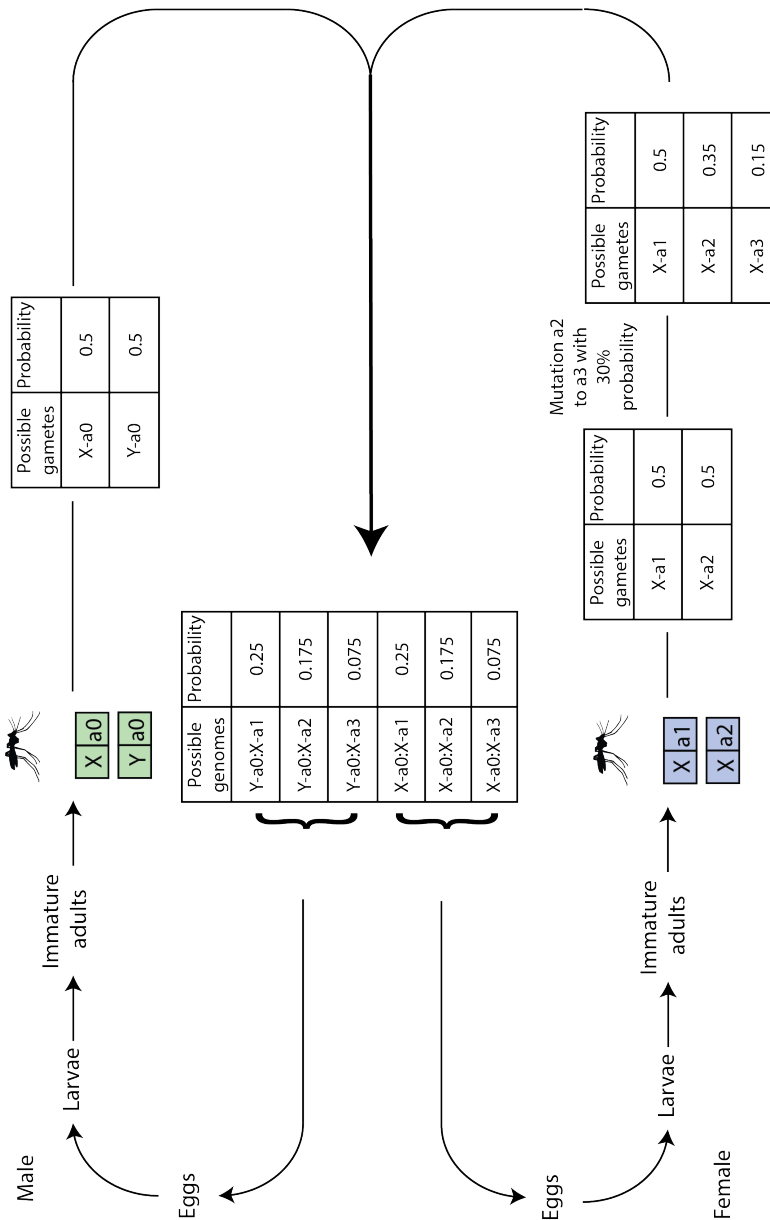 Male
Eggs
Larvae
Immature
adults
X a0
Y a0
Possible
gametes
Probability
X-a0 0.5
Y-a0 0.5
Possible
genomes
Probability
Y-a0:X-a1 0.25
Y-a0:X-a2 0.175
Y-a0:X-a3 0.075
X-a0:X-a1 0.25
X-a0:X-a2 0.175
X-a0:X-a3 0.075
Female
Eggs
Larvae
Immature
adults
X a1
X a2
Possible
gametes
Probability
X-a1 0.5
X-a2 0.5
Mutation a2
to a3 with
30%
probability
Possible
gametes
Probability
X-a1 0.5
X-a2 0.35
X-a3 0.15